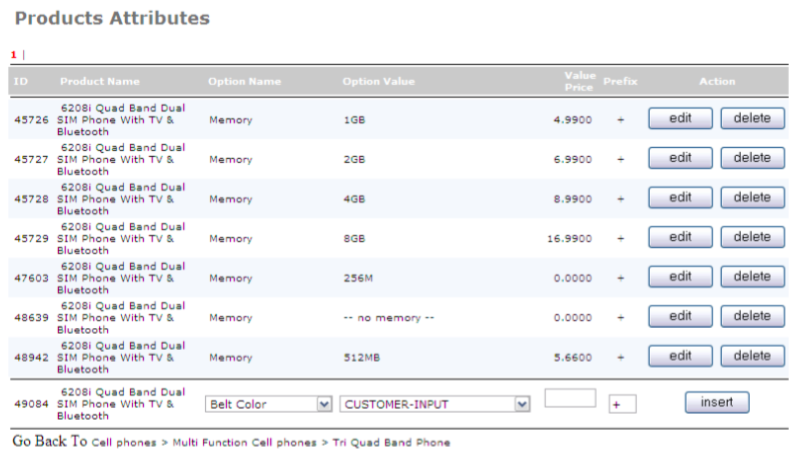 Products Attributes
1 |
ID Product Name Option Name Option Value Value Price Prefix Action
6208i Quad Band Dual
45726 SIM Phone With TV & Memory 1GB 4.9900 + edit delete
Bluetooth
6208i Quad Band Dual
45727 SIM Phone With TV & Memory 2GB 6.9900 + edit delete
Bluetooth
6208i Quad Band Dual
45728 SIM Phone With TV & Memory 4GB 8.9900 + edit delete
Bluetooth
6208i Quad Band Dual
45729 SIM Phone With TV & Memory 8GB 16.9900 + edit delete
Bluetooth
6208i Quad Band Dual
47603 SIM Phone With TV & Memory 256M 0.0000 + edit delete
Bluetooth
6208i Quad Band Dual
48639 SIM Phone With TV & Memory -- no memory -- 0.0000 + edit delete
Bluetooth
6208i Quad Band Dual
48942 SIM Phone With TV & Memory 512MB 5.6600 + edit delete
Bluetooth
6208i Quad Band Dual
49084 SIM Phone With TV & Belt Color CUSTOMER-INPUT + insert
Bluetooth
Go Back To Cell phones > Multi Function Cell phones > Tri Quad Band Phone